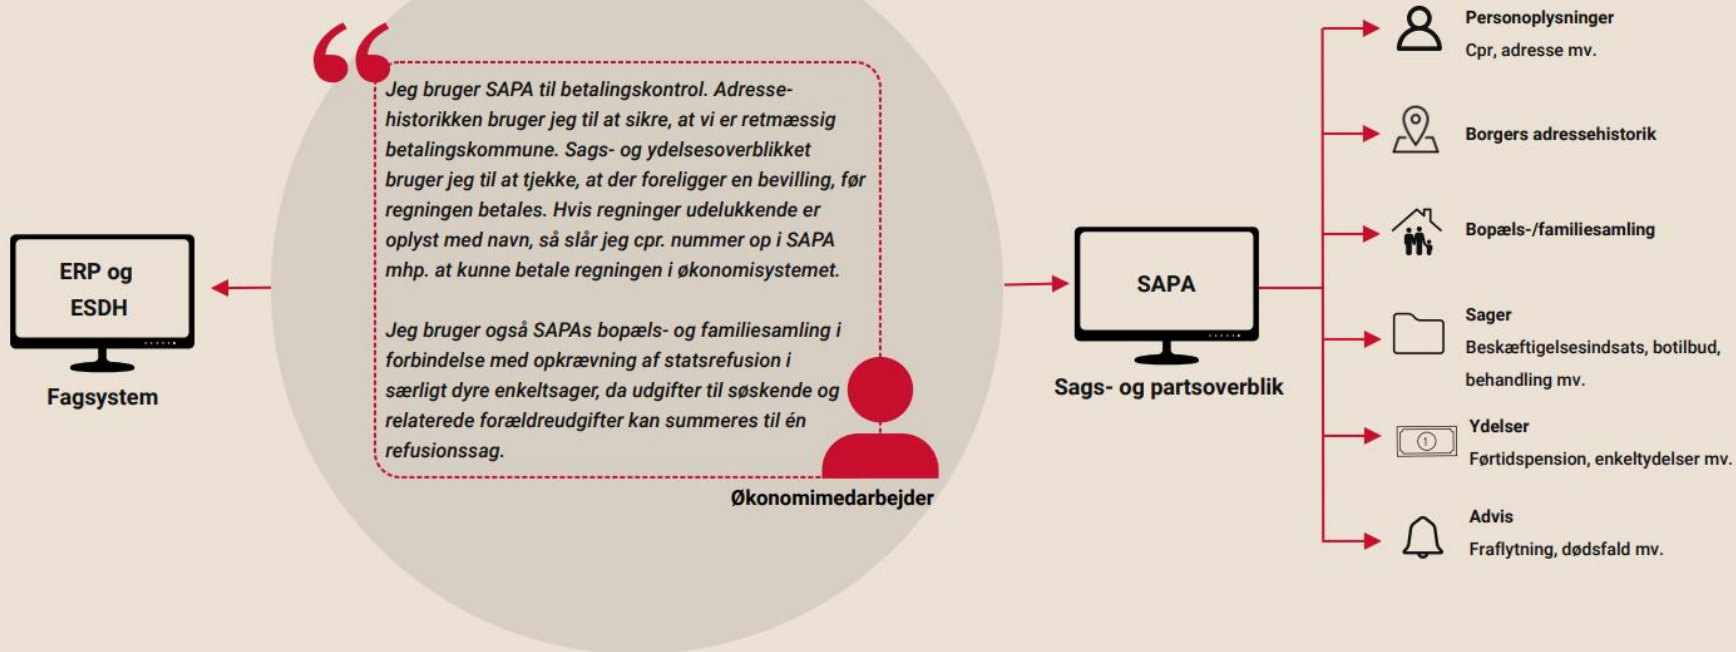 ERP og
ESDH
Fagsystem
“
Jeg bruger SAPA til betalingskontrol. Adresse-
historikken bruger jeg til at sikre, at vi er retmæssig
betalingskommune. Sags- og ydelsesoverblikket
bruger jeg til at tjekke, at der foreligger en bevilling, før
regningen betales. Hvis regninger udelukkende er
oplyst med navn, så slår jeg cpr. nummer op i SAPA
mhp. at kunne betale regningen i økonomisystemet.
Jeg bruger også SAPAs bopæls- og familiesamling i
forbindelse med opkrævning af statsrefusion i
særligt dyre enkeltsager, da udgifter til søskende og
relaterede forældreudgifter kan summeres til én
refusionssag.
Økonomimedarbejder
SAPA
Sags- og partsoverblik
Personoplysninger
Cpr, adresse mv.
Borgers adressehistorik
Bopæls-/familiesamling
Sager
Beskæftigelsesindsats, botilbud,
behandling mv.
1
Ydelser
Førtidspension, enkeltydelser mv.
Advis
Fraflytning, dødsfald mv.